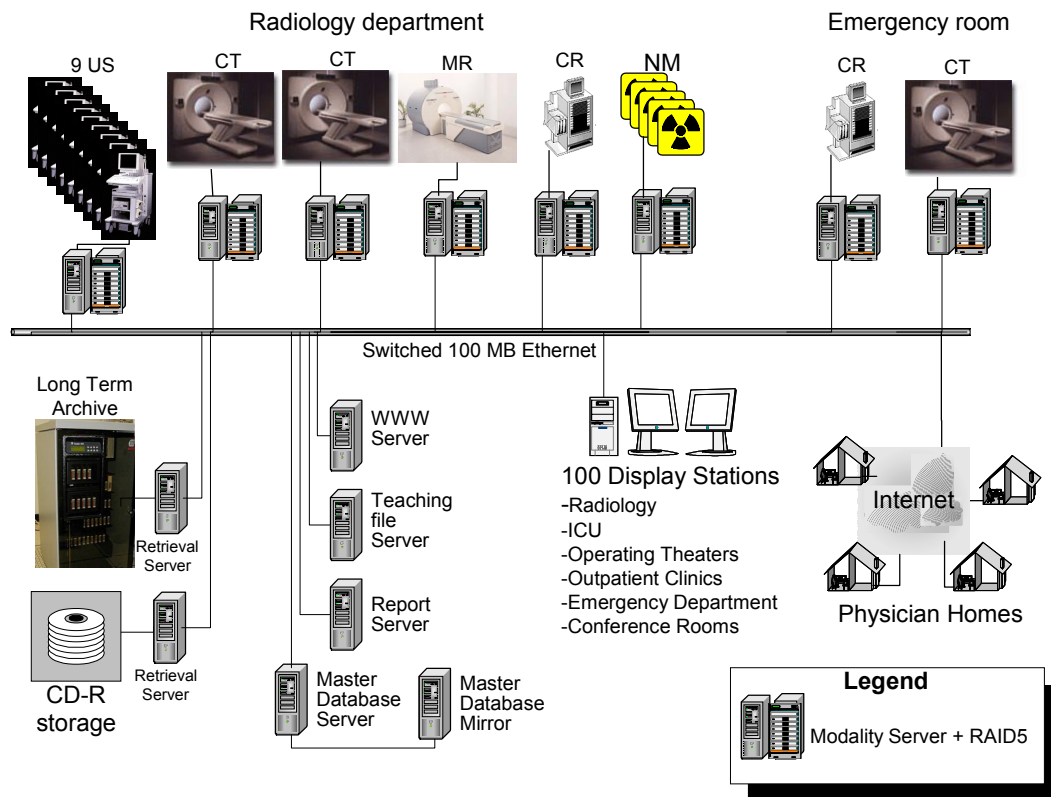 Radiology department
Emergency room
9 US
CT
CT
MR
CR
NM
CR
CT
Switched 100 MB Ethernet
Long Term
Archive
Retrieval
Server
CD-R
storage
Retrieval
Server
WWW
Server
Teaching
file
Server
Report
Server
Master
Database
Server
Master
Database
Mirror
100 Display Stations
-Radiology
-ICU
-Operating Theaters
-Outpatient Clinics
-Emergency Department
-Conference Rooms
Internet
Physician Homes
Legend
Modality Server + RAID5